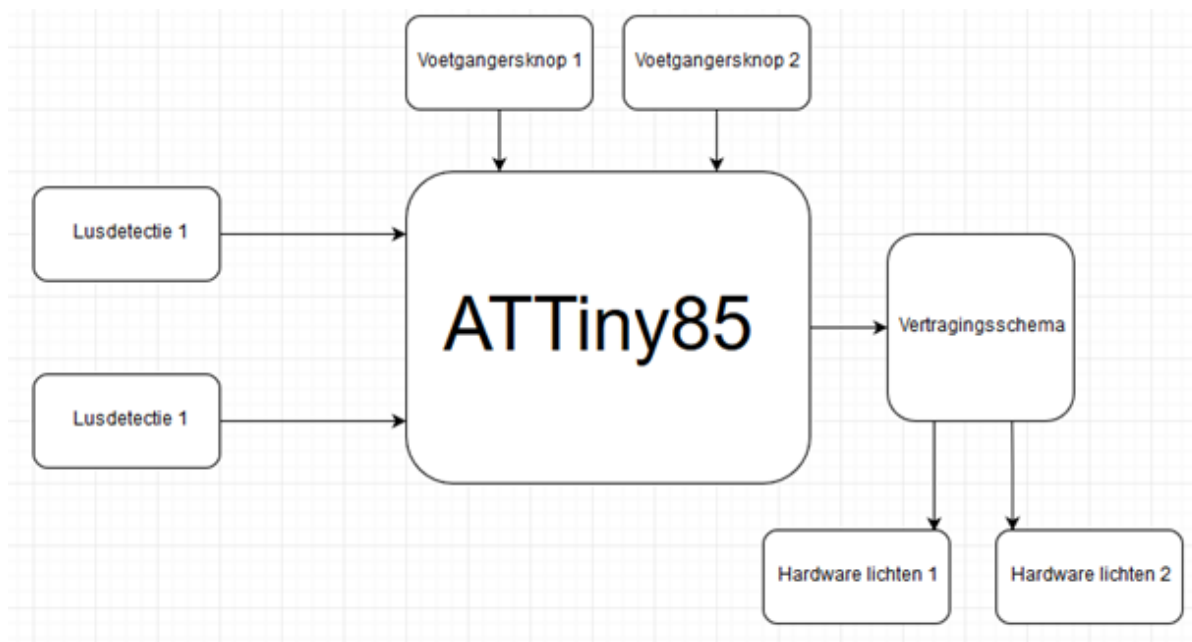 Voetgangersknop 1
Voetgangersknop 2
Lusdetectie 1
ATTiny85
Vertragingsschema
Lusdetectie 1
Hardware lichten 1
Hardware lichten 2